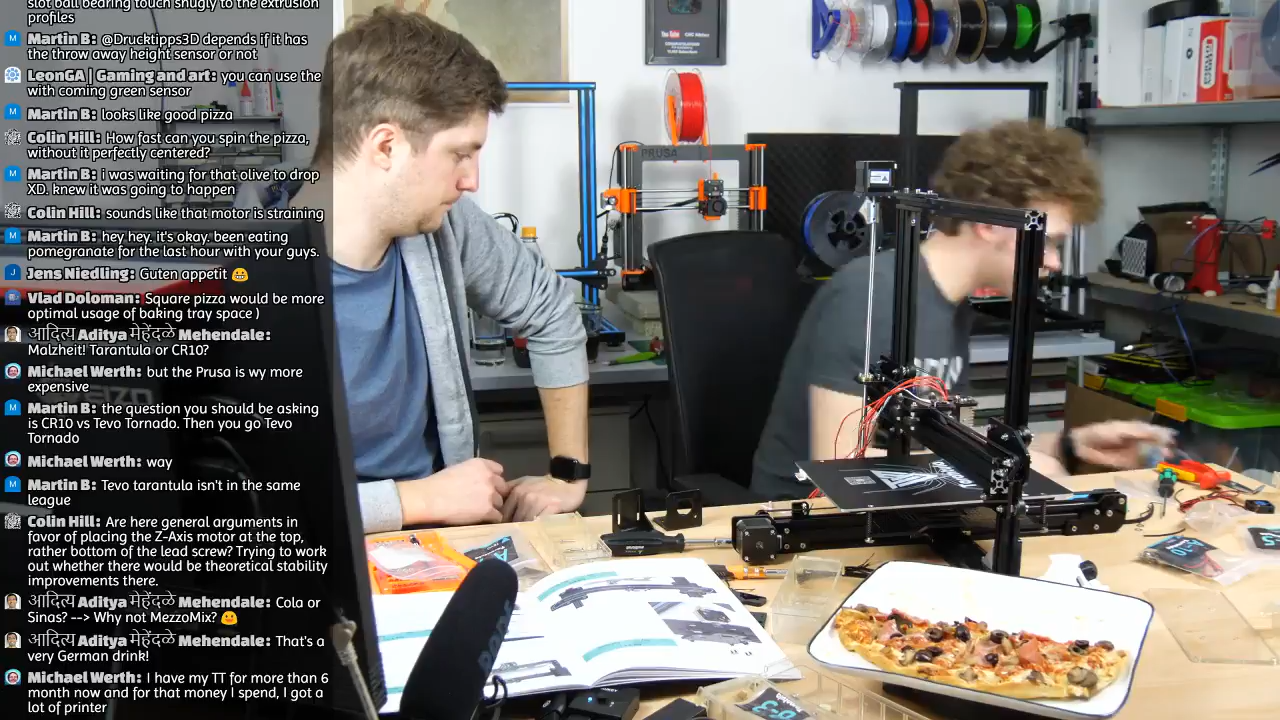 slot ball bearing touch snugly to the extrusion
profiles
Martin B: @Drucktipps3D depends if it has
the throw away height sensor or not
LeonGA | Gaming and art: you can use the
with coming green sensor
Martin B: looks like good pizza
Colin Hill: How fast can you spin the pizza,
without it perfectly centered?
Martin B: i was waiting for that olive to drop
XD. knew it was going to happen
Colin Hill: sounds like that motor is straining
Martin B: hey hey. it's okay. been eating
pomegranate for the last hour with your guys.
Jens Niedling: Guten appetit 😀
Vlad Doloman: Square pizza would be more
optimal usage of baking tray space )
आदित्य Aditya मेहेंदळे Mehendale:
Malzheit! Tarantula or CR10?
Michael Werth: but the Prusa is wy more
expensive
Martin B: the question you should be asking
is CR10 vs Tevo Tornado. Then you go Tevo
Tornado
Michael Werth: way
Martin B: Tevo tarantula isn't in the same
league
Colin Hill: Are here general arguments in
favor of placing the Z-Axis motor at the top,
rather bottom of the lead screw? Trying to work
out whether there would be theoretical stability
improvements there.
आदित्य Aditya मेहेंदळे Mehendale: Cola or
Sinas? --> Why not MezzoMix? 🙂
आदित्य Aditya मेहेंदळे Mehendale: That's a
very German drink!
Michael Werth: I have my TT for more than 6
month now and for that money I spend, I got a
lot of printer
PRUSA
YouTube